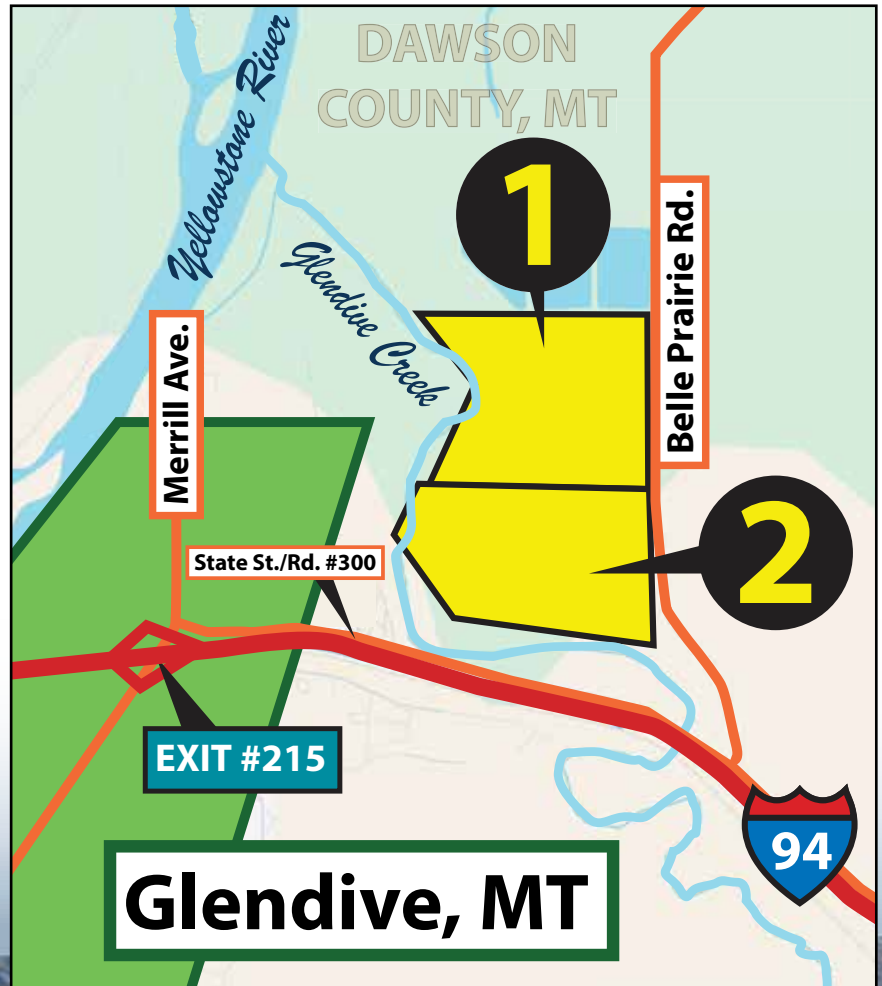 DAWSON
COUNTY, MT
Yellowstone River
1
Glendive Creek
Belle Prairie Rd.
Merrill Ave.
2
State St./Rd. #300
EXIT #215
94
Glendive, MT